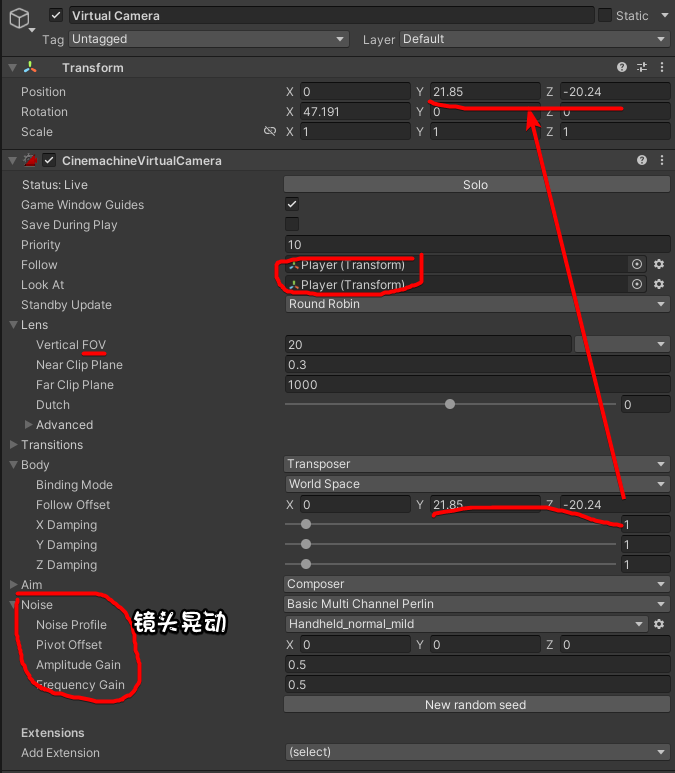 Virtual Camera Static
Tag Untagged Layer Default
Transform
Position X 0 Y 21.85 Z -20.24
Rotation X 47.191 Y 0 Z 0
Scale X 1 Y 1 Z 1
CinemachineVirtualCamera
Status: Live Solo
Game Window Guides
Save During Play
Priority 10
Follow Player (Transform)
Look At Player (Transform)
Standby Update Round Robin
Lens
Vertical FOV 20
Near Clip Plane 0.3
Far Clip Plane 1000
Dutch 0
Advanced
Transitions
Body Transposer
Binding Mode World Space
Follow Offset X 0 Y 21.85 Z -20.24
X Damping 1
Y Damping 1
Z Damping 1
Aim Composer
Noise Basic Multi Channel Perlin
Noise Profile 镜头晃动 Handheld_normal_mild
Pivot Offset X 0 Y 0 Z 0
Amplitude Gain 0.5
Frequency Gain 0.5
New random seed
Extensions
Add Extension (select)